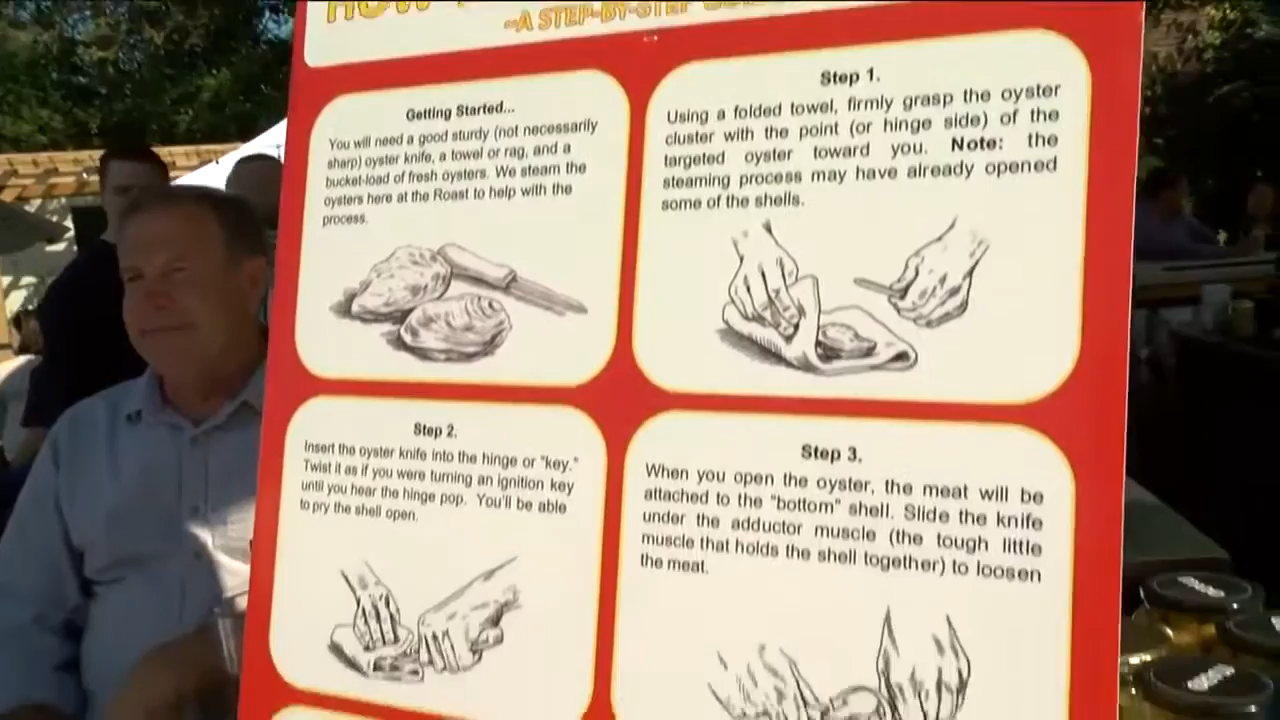 HOW
~A STEP-BY-STEP
Getting Started...
You will need a good sturdy (not necessarily
sharp) oyster knife, a towel or rag, and a
bucket-load of fresh oysters. We steam the
oysters here at the Roast to help with the
process.
Step 1.
Using a folded towel, firmly grasp the oyster
cluster with the point (or hinge side) of the
targeted oyster toward you. Note: the
steaming process may have already opened
some of the shells.
Step 2.
Insert the oyster knife into the hinge or "key."
Twist it as if you were turning an ignition key
until you hear the hinge pop. You'll be able
to pry the shell open.
Step 3.
When you open the oyster, the meat will be
attached to the "bottom" shell. Slide the knife
under the adductor muscle (the tough little
muscle that holds the shell together) to loosen
the meat.